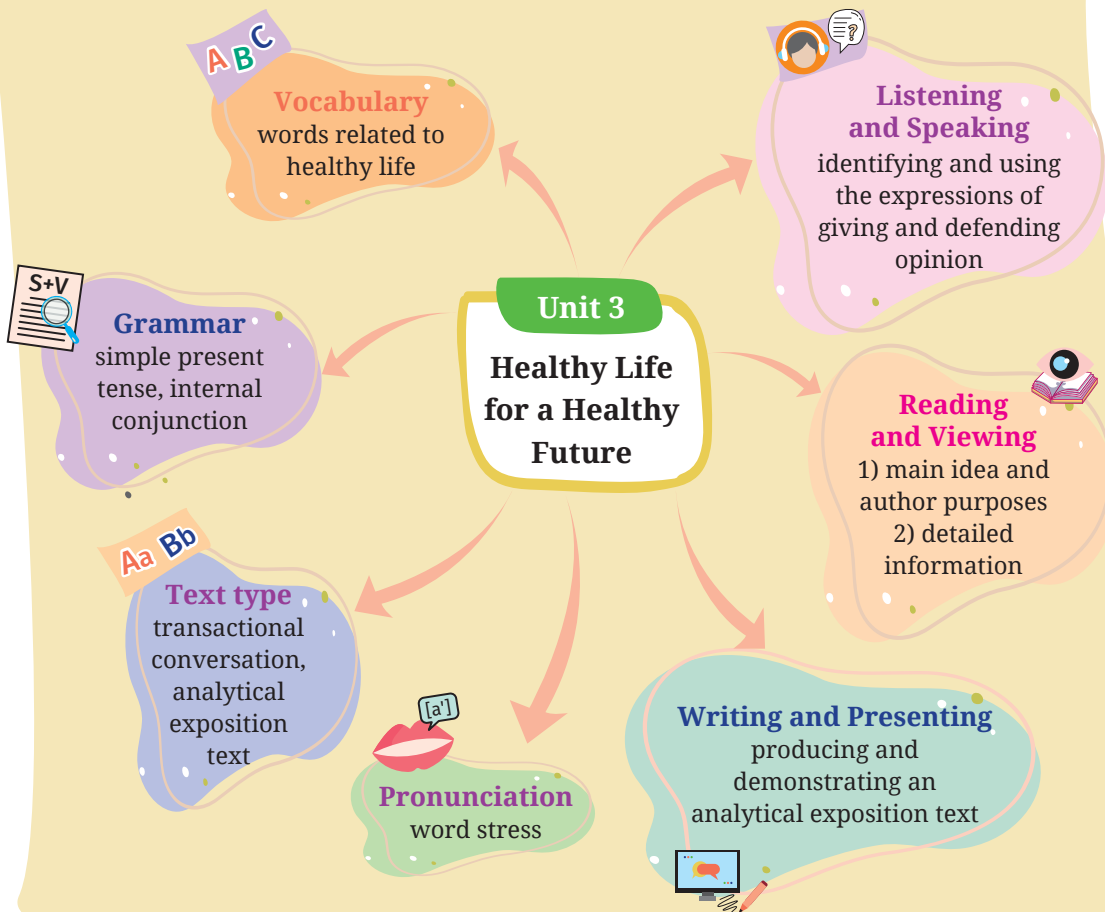 A B C
Vocabulary
words related to
healthy life
?
Listening
and Speaking
identifying and using
the expressions of
giving and defending
opinion
S+V
Grammar
simple present
tense, internal
conjunction
Unit 3
Healthy Life
for a Healthy
Future
Reading
and Viewing
1) main idea and
author purposes
2) detailed
information
Aa Bb
Text type
transactional
conversation,
analytical
exposition
text
[a']
Pronunciation
word stress
Writing and Presenting
producing and
demonstrating an
analytical exposition text